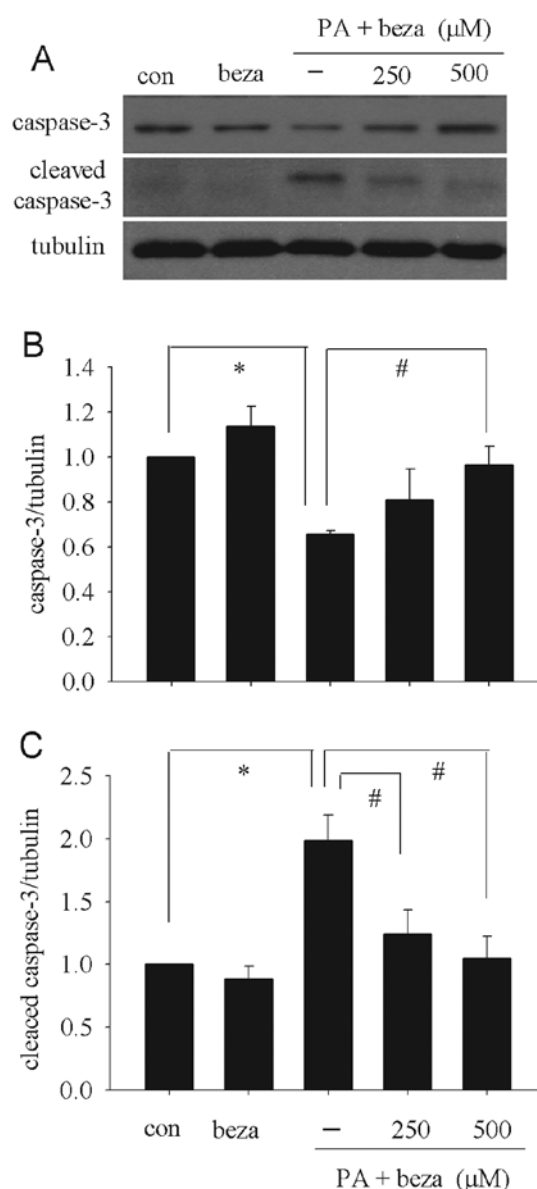 A
PA + beza (μM)
con beza – 250 500
caspase-3
cleaved
caspase-3
tubulin
B
caspase-3/tubulin
1.4
1.2
1.0
0.8
0.6
0.4
0.2
0.0
*
#
C
cleaced caspase-3/tubulin
2.5
2.0
1.5
1.0
0.5
0.0
*
#
#
con beza – 250 500
PA + beza (μM)